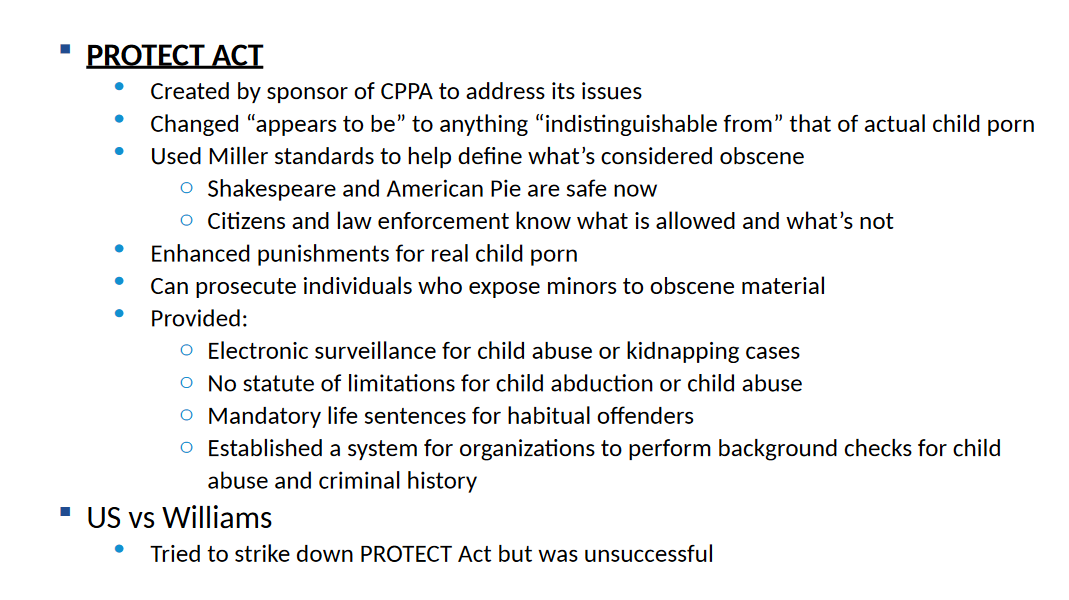 PROTECT ACT
Created by sponsor of CPPA to address its issues
Changed “appears to be” to anything “indistinguishable from” that of actual child porn
Used Miller standards to help define what’s considered obscene
Shakespeare and American Pie are safe now
Citizens and law enforcement know what is allowed and what’s not
Enhanced punishments for real child porn
Can prosecute individuals who expose minors to obscene material
Provided:
Electronic surveillance for child abuse or kidnapping cases
No statute of limitations for child abduction or child abuse
Mandatory life sentences for habitual offenders
Established a system for organizations to perform background checks for child
abuse and criminal history
US vs Williams
Tried to strike down PROTECT Act but was unsuccessful